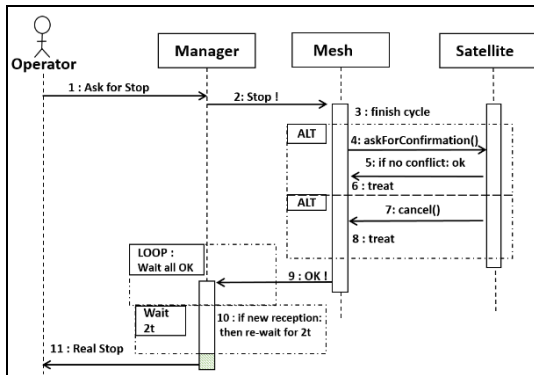 Operator
Manager
Mesh
Satellite
1 : Ask for Stop
2: Stop !
3 : finish cycle
ALT
4: askForConfirmation()
5: if no conflict: ok
6 : treat
ALT
7: cancel()
8 : treat
LOOP :
Wait all OK
9 : OK !
Wait
2t
10 : if new reception:
then re-wait for 2t
11 : Real Stop